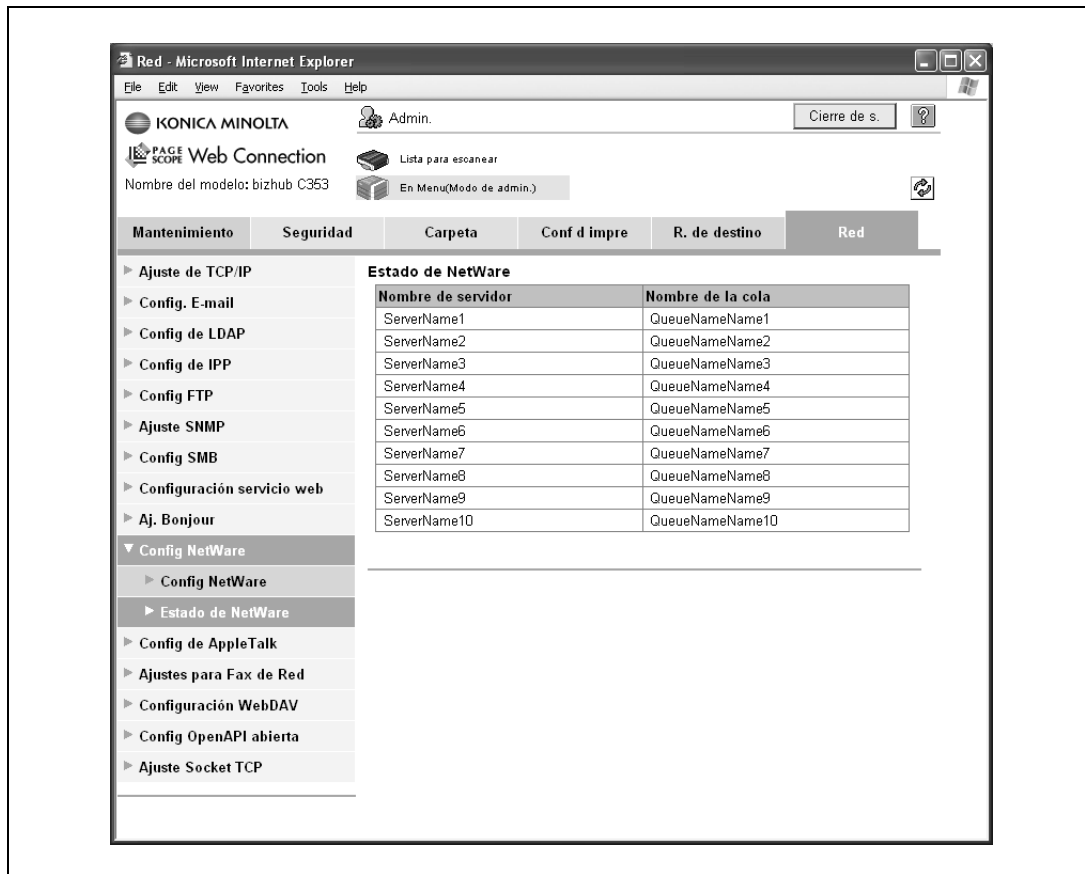 Red - Microsoft Internet Explorer
File Edit View Favorites Tools Help
KONICA MINOLTA
Admin.
Cierre de s.
?
PAGE SCOPE Web Connection
Lista para escanear
Nombre del modelo: bizhub C353
En Menu(Modo de admin.)
Mantenimiento Seguridad Carpeta Conf d impre R. de destino Red
Ajuste de TCP/IP
Config. E-mail
Config de LDAP
Config de IPP
Config FTP
Ajuste SNMP
Config SMB
Configuración servicio web
Aj. Bonjour
Config NetWare
Config NetWare
Estado de NetWare
Config de AppleTalk
Ajustes para Fax de Red
Configuración WebDAV
Config OpenAPI abierta
Ajuste Socket TCP
Estado de NetWare
Nombre de servidor Nombre de la cola
ServerName1 QueueNameName1
ServerName2 QueueNameName2
ServerName3 QueueNameName3
ServerName4 QueueNameName4
ServerName5 QueueNameName5
ServerName6 QueueNameName6
ServerName7 QueueNameName7
ServerName8 QueueNameName8
ServerName9 QueueNameName9
ServerName10 QueueNameName10